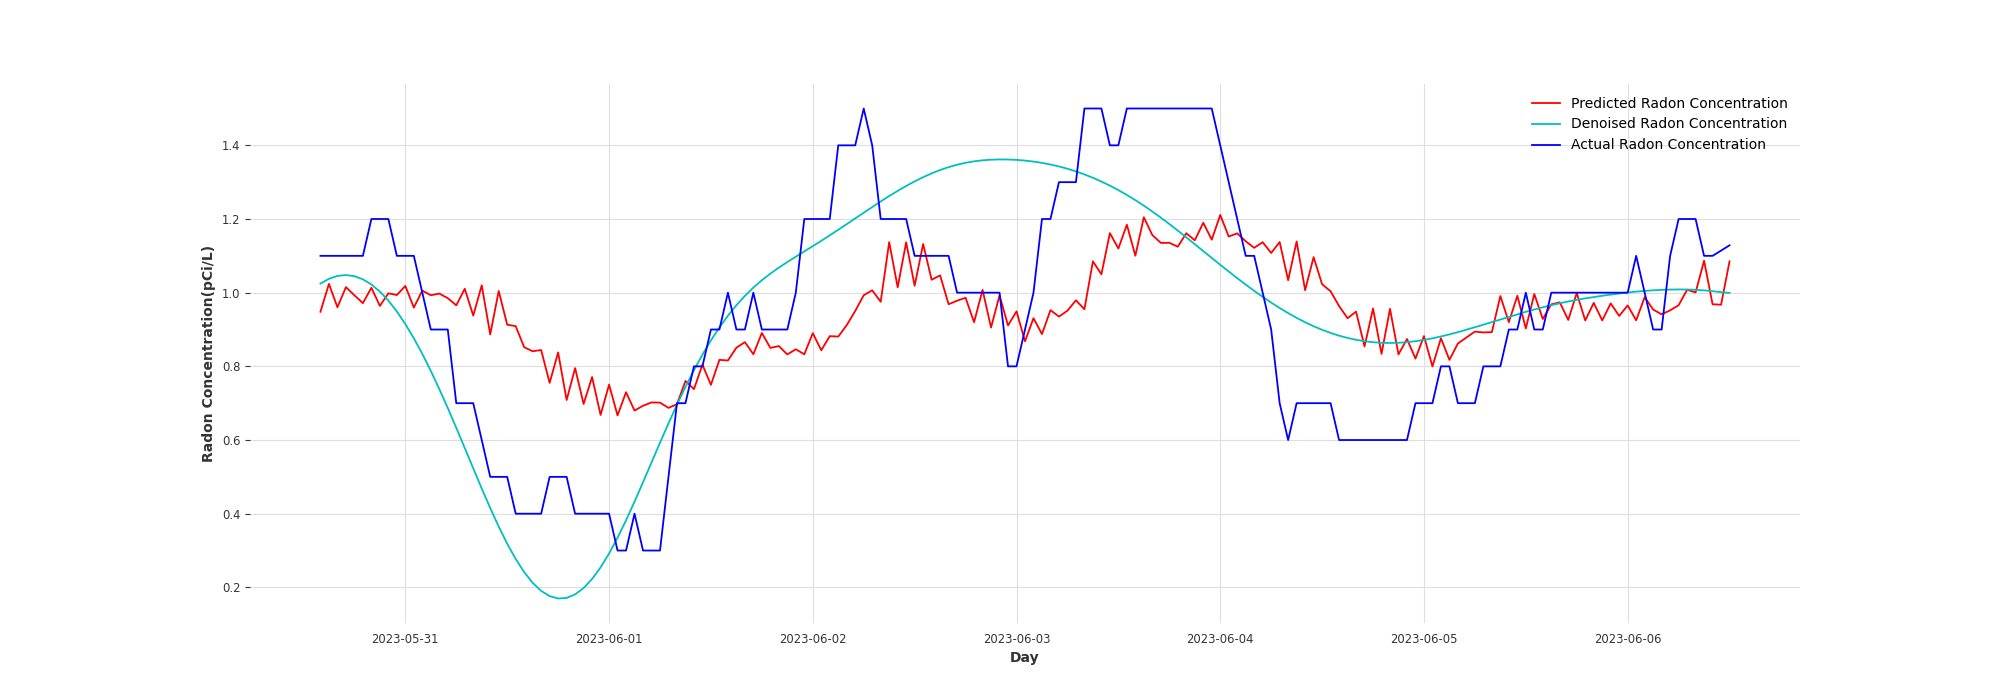 Predicted Radon Concentration
Denoised Radon Concentration
Actual Radon Concentration
Radon Concentration(pCi/L)
1.4
1.2
1.0
0.8
0.6
0.4
0.2
2023-05-31 2023-06-01 2023-06-02 2023-06-03 2023-06-04 2023-06-05 2023-06-06
Day